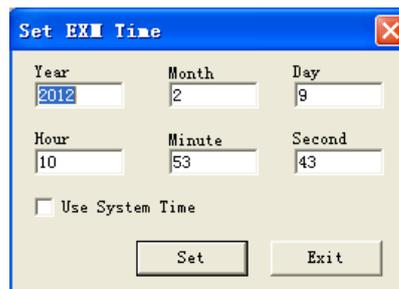 Set EXM Time
Year Month Day
2012 2 9
Hour Minute Second
10 53 43
Use System Time
Set Exit